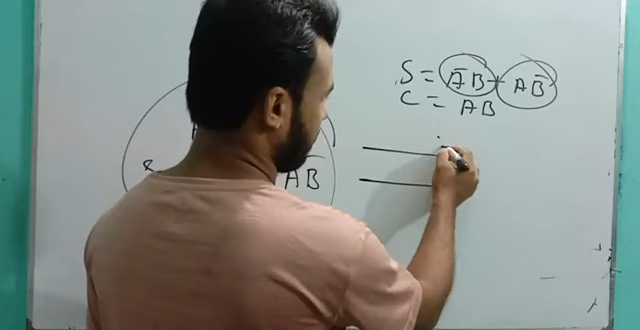 S = A̅B + AB̅
C = AB
AB